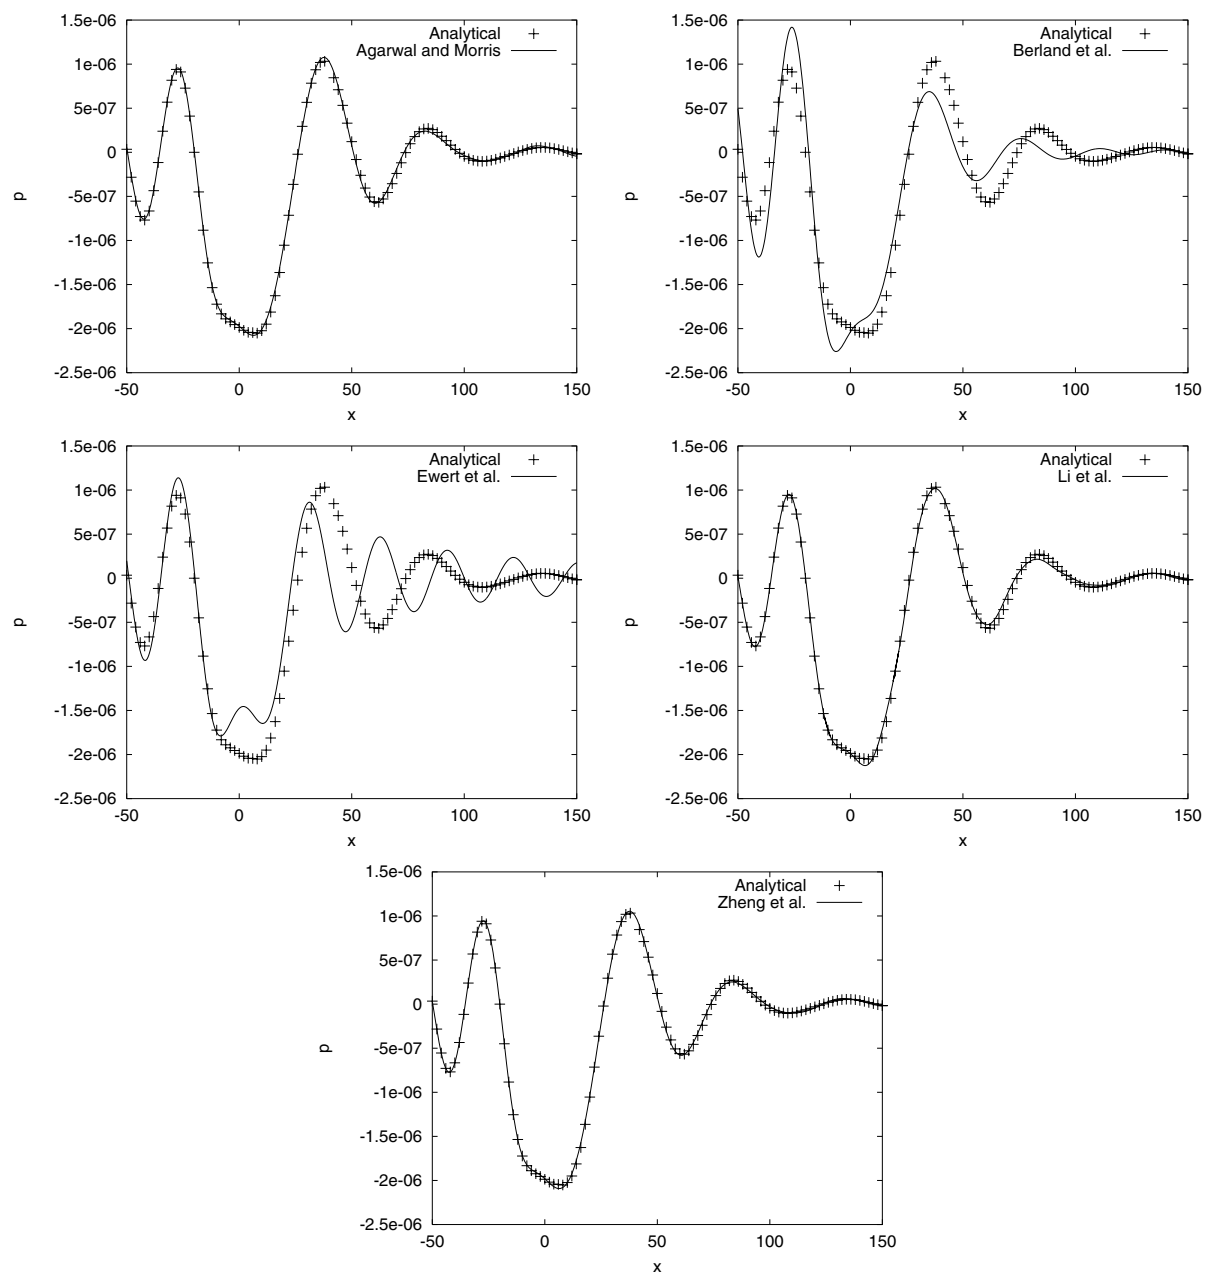 1.5e-06
1e-06
5e-07
0
-5e-07
-1e-06
-1.5e-06
-2e-06
-2.5e-06
p
-50 0 50 100 150
x
Analytical
Agarwal and Morris
1.5e-06
1e-06
5e-07
0
-5e-07
-1e-06
-1.5e-06
-2e-06
-2.5e-06
p
-50 0 50 100 150
x
Analytical
Berland et al.
1.5e-06
1e-06
5e-07
0
-5e-07
-1e-06
-1.5e-06
-2e-06
-2.5e-06
p
-50 0 50 100 150
x
Analytical
Ewert et al.
1.5e-06
1e-06
5e-07
0
-5e-07
-1e-06
-1.5e-06
-2e-06
-2.5e-06
p
-50 0 50 100 150
x
Analytical
Li et al.
1.5e-06
1e-06
5e-07
0
-5e-07
-1e-06
-1.5e-06
-2e-06
-2.5e-06
p
-50 0 50 100 150
x
Analytical
Zheng et al.